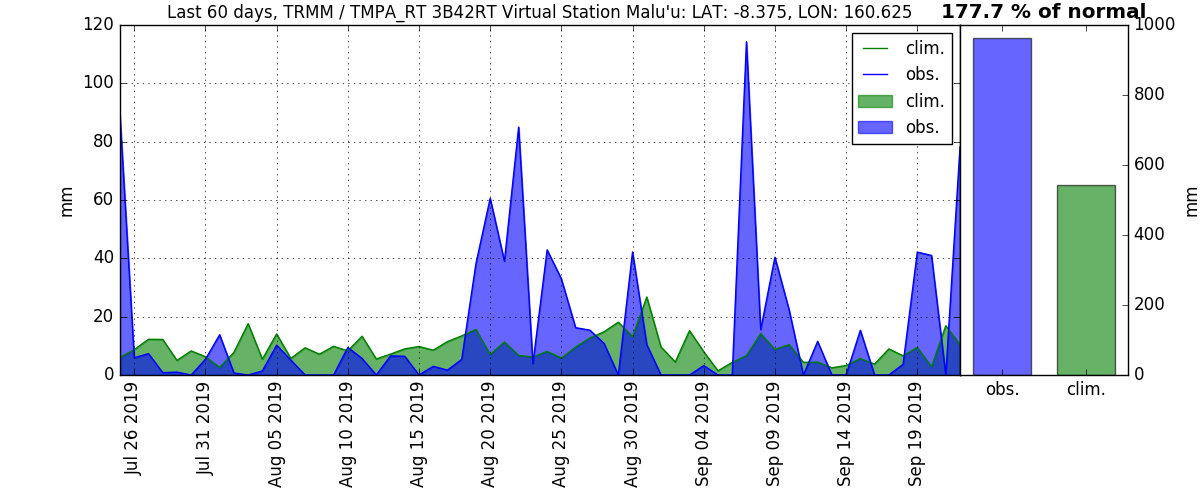 Last 60 days, TRMM / TMPA_RT 3B42RT Virtual Station Malu'u: LAT: -8.375, LON: 160.625
177.7 % of normal
120
100
80
60
40
20
0
mm
clim.
obs.
clim.
obs.
1000
800
600
400
200
0
mm
Jul 26 2019
Jul 31 2019
Aug 05 2019
Aug 10 2019
Aug 15 2019
Aug 20 2019
Aug 25 2019
Aug 30 2019
Sep 04 2019
Sep 09 2019
Sep 14 2019
Sep 19 2019
obs.
clim.